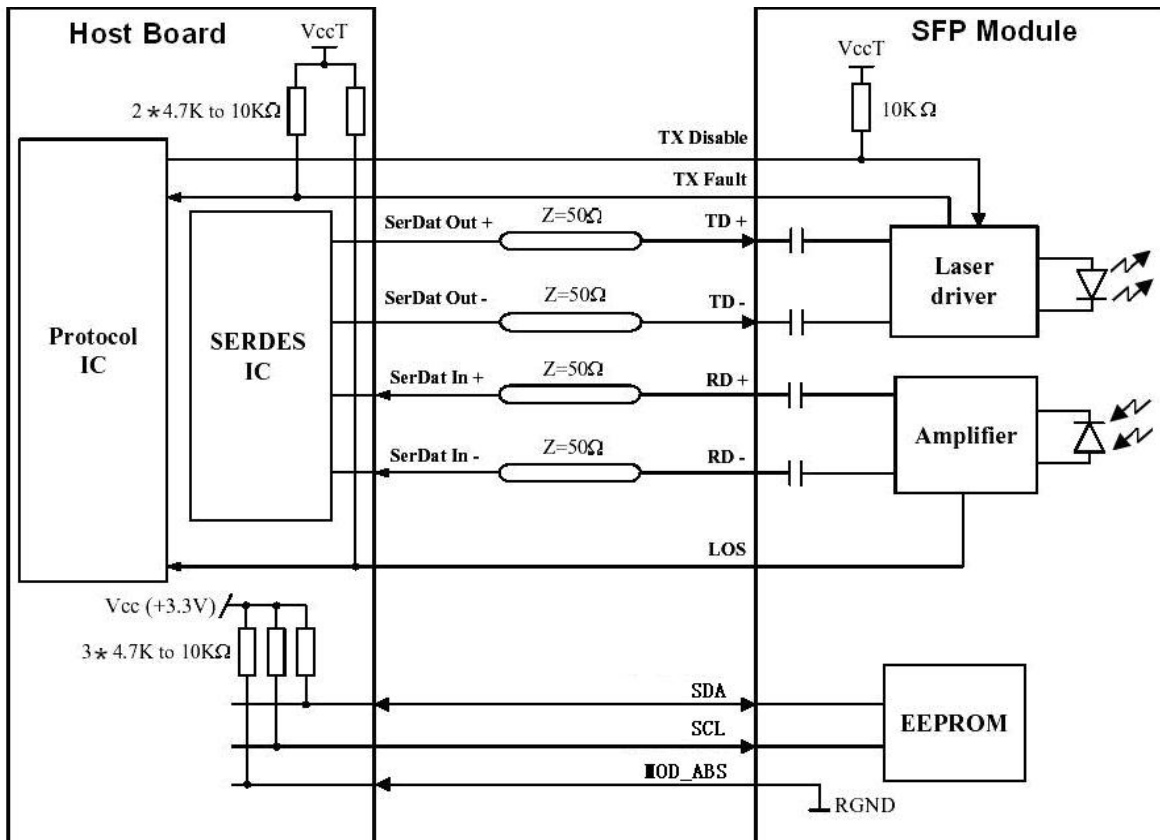 Host Board
SFP Module
VccT
VccT
2*4.7K to 10KΩ
10KΩ
TX Disable
TX Fault
SerDat Out +
Z=50Ω
TD +
SerDat Out -
Z=50Ω
TD -
Laser
driver
Protocol
IC
SERDES
IC
SerDat In +
Z=50Ω
RD +
SerDat In -
Z=50Ω
RD -
Amplifier
LOS
Vcc (+3.3V)
3*4.7K to 10KΩ
SDA
SCL
MOD_ABS
EEPROM
RGND